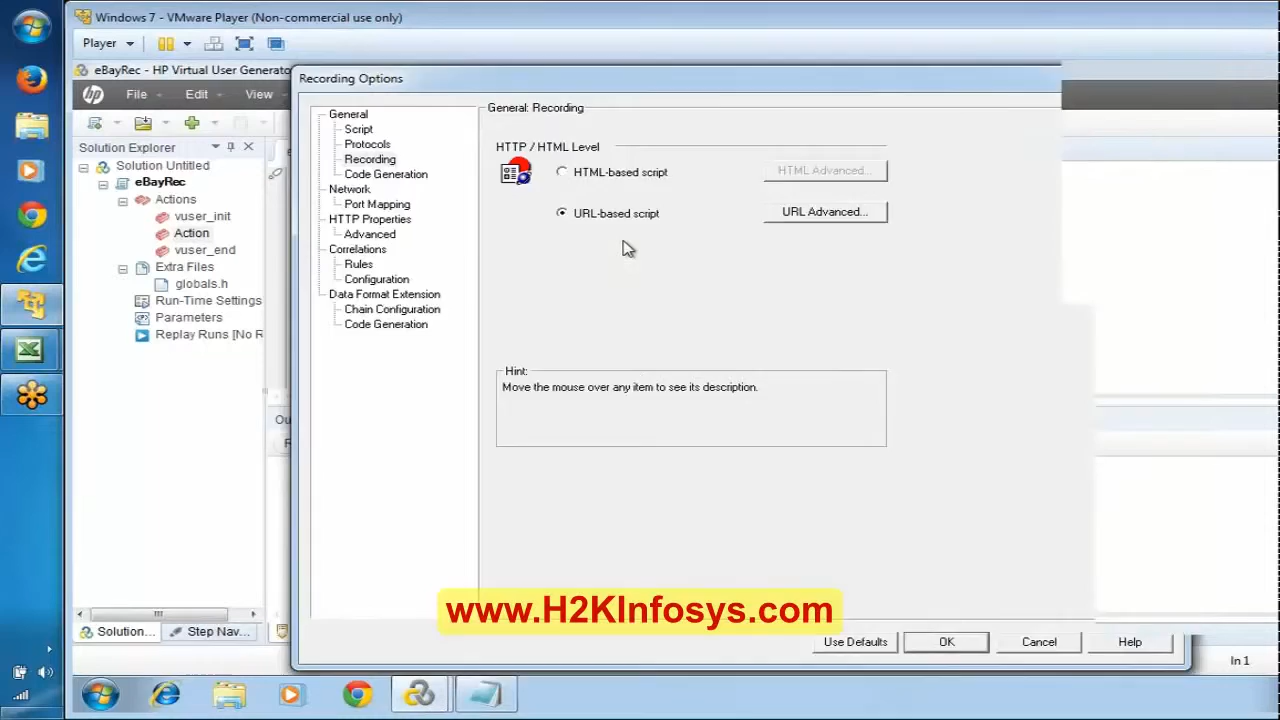 Windows 7 - VMware Player (Non-commercial use only)
Player
eBayRec - HP Virtual User Generato
hp File Edit View
Solution Explorer
Solution Untitled
eBayRec
Actions
vuser_init
Action
vuser_end
Extra Files
globals.h
Run-Time Settings
Parameters
Replay Runs [No R
Solution...
Step Nav...
Ou
R
Recording Options
General
Script
Protocols
Recording
Code Generation
Network
Port Mapping
HTTP Properties
Advanced
Correlations
Rules
Configuration
Data Format Extension
Chain Configuration
Code Generation
General: Recording
HTTP / HTML Level
HTML-based script
HTML Advanced...
URL-based script
URL Advanced...
Hint:
Move the mouse over any item to see its description.
www.H2KInfosys.com
Use Defaults
OK
Cancel
Help
ln 1